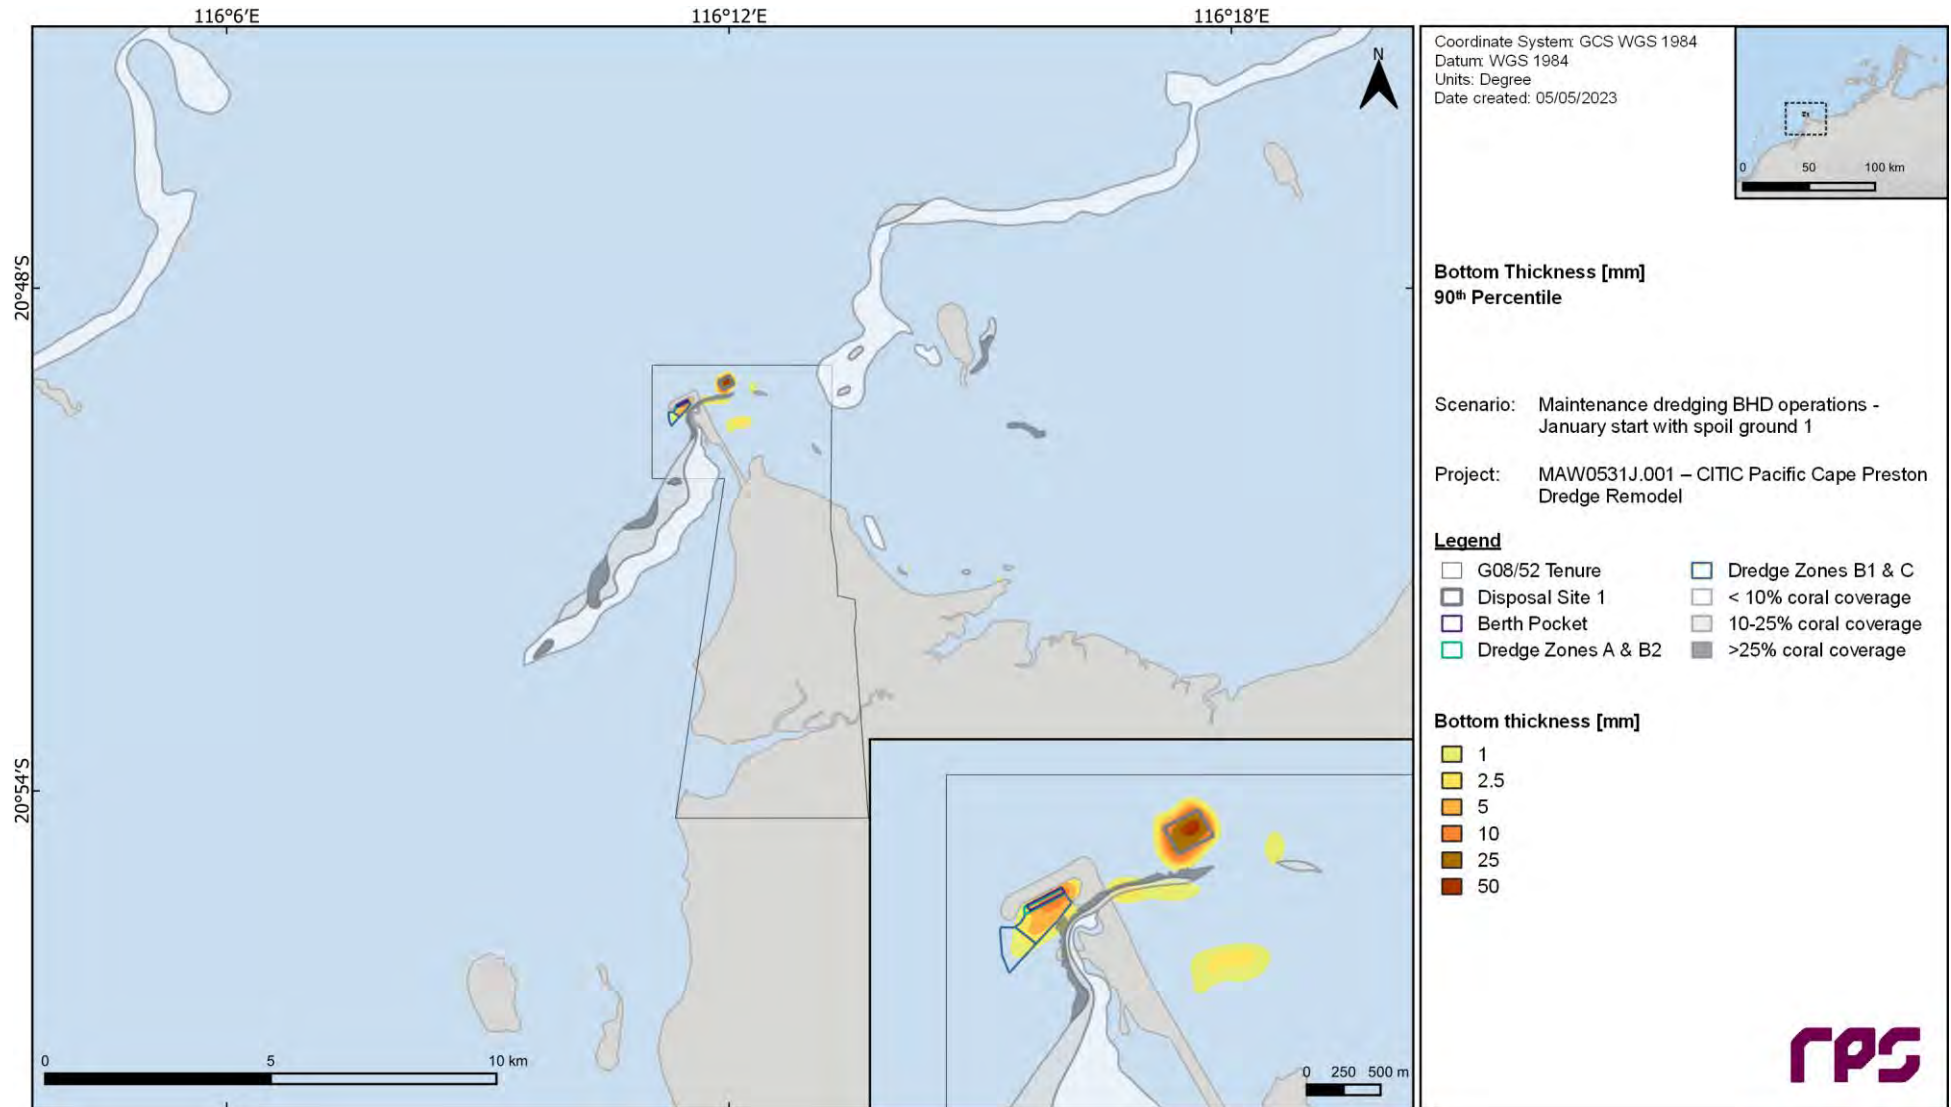 116°6'E 116°12'E 116°18'E
20°48'S
20°54'S
N
0 5 10 km
0 250 500 m
Coordinate System: GCS WGS 1984
Datum: WGS 1984
Units: Degree
Date created: 05/05/2023
0 50 100 km
Bottom Thickness [mm]
90th Percentile
Scenario: Maintenance dredging BHD operations -
January start with spoil ground 1
Project: MAW0531J.001 – CITIC Pacific Cape Preston
Dredge Remodel
Legend
G08/52 Tenure
Disposal Site 1
Berth Pocket
Dredge Zones A & B2
Dredge Zones B1 & C
< 10% coral coverage
10-25% coral coverage
>25% coral coverage
Bottom thickness [mm]
1
2.5
5
10
25
50
rps